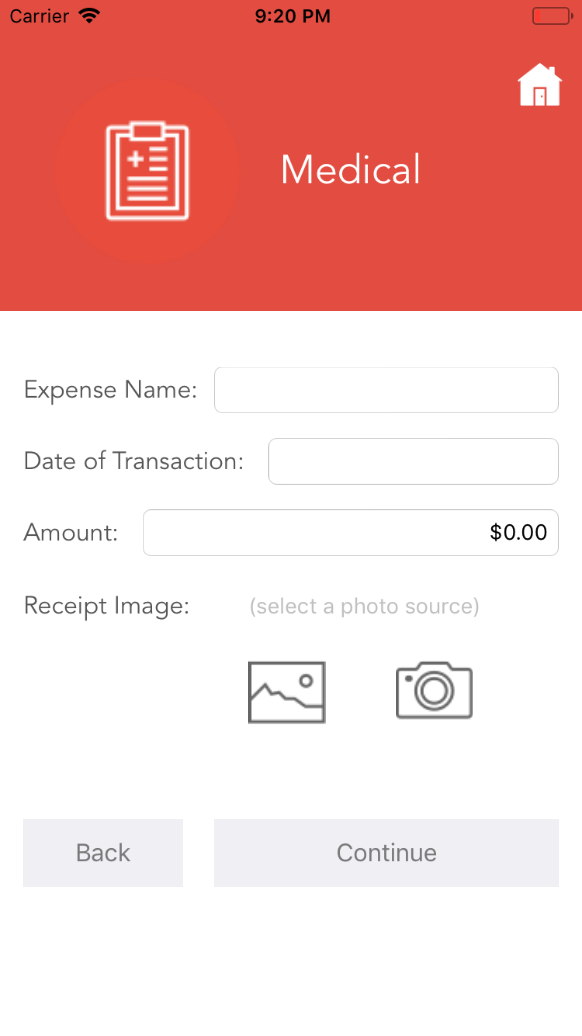 Carrier 9:20 PM
Medical
Expense Name:
Date of Transaction:
Amount: $0.00
Receipt Image: (select a photo source)
Back Continue